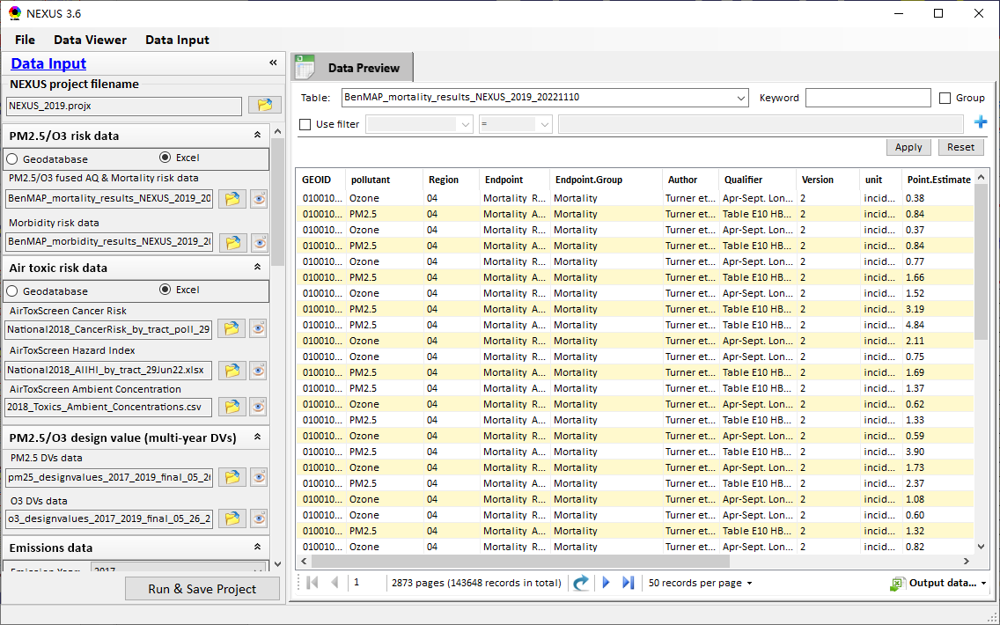 NEXUS 3.6
File Data Viewer Data Input
Data Input «
NEXUS project filename
NEXUS_2019.projx
PM2.5/O3 risk data
Geodatabase Excel
PM2.5/O3 fused AQ & Mortality risk data
BenMAP_mortality_results_NEXUS_2019_20
Morbidity risk data
BenMAP_morbidity_results_NEXUS_2019_2
Air toxic risk data
Geodatabase Excel
AirToxScreen Cancer Risk
National2018_CancerRisk_by_tract_poll_29
AirToxScreen Hazard Index
National2018_AllHI_by_tract_29Jun22.xlsx
AirToxScreen Ambient Concentration
2018_Toxics_Ambient_Concentrations.csv
PM2.5/O3 design value (multi-year DVs)
PM2.5 DVs data
pm25_designvalues_2017_2019_final_05_2
O3 DVs data
o3_designvalues_2017_2019_final_05_26_2
Emissions data
Emission Year: 2017
Run & Save Project
Data Preview
Table: BenMAP_mortality_results_NEXUS_2019_20221110 Keyword Group
Use filter =
Apply Reset
GEOID pollutant Region Endpoint Endpoint.Group Author Qualifier Version unit Point.Estimate
010010... Ozone 04 Mortality R... Mortality Turner et... Apr-Sept. Lon... 2 incid... 0.38
010010... PM2.5 04 Mortality A... Mortality Turner et... Table E10 HB... 2 incid... 0.84
010010... Ozone 04 Mortality R... Mortality Turner et... Apr-Sept. Lon... 2 incid... 0.37
010010... PM2.5 04 Mortality A... Mortality Turner et... Table E10 HB... 2 incid... 0.84
010010... Ozone 04 Mortality R... Mortality Turner et... Apr-Sept. Lon... 2 incid... 0.77
010010... PM2.5 04 Mortality A... Mortality Turner et... Table E10 HB... 2 incid... 1.66
010010... Ozone 04 Mortality R... Mortality Turner et... Apr-Sept. Lon... 2 incid... 1.52
010010... PM2.5 04 Mortality A... Mortality Turner et... Table E10 HB... 2 incid... 3.19
010010... PM2.5 04 Mortality A... Mortality Turner et... Table E10 HB... 2 incid... 4.84
010010... Ozone 04 Mortality R... Mortality Turner et... Apr-Sept. Lon... 2 incid... 2.11
010010... Ozone 04 Mortality R... Mortality Turner et... Apr-Sept. Lon... 2 incid... 0.75
010010... PM2.5 04 Mortality A... Mortality Turner et... Table E10 HB... 2 incid... 1.69
010010... PM2.5 04 Mortality A... Mortality Turner et... Table E10 HB... 2 incid... 1.37
010010... Ozone 04 Mortality R... Mortality Turner et... Apr-Sept. Lon... 2 incid... 0.62
010010... PM2.5 04 Mortality A... Mortality Turner et... Table E10 HB... 2 incid... 1.33
010010... Ozone 04 Mortality R... Mortality Turner et... Apr-Sept. Lon... 2 incid... 0.59
010010... PM2.5 04 Mortality A... Mortality Turner et... Table E10 HB... 2 incid... 3.90
010010... Ozone 04 Mortality R... Mortality Turner et... Apr-Sept. Lon... 2 incid... 1.73
010010... PM2.5 04 Mortality A... Mortality Turner et... Table E10 HB... 2 incid... 2.37
010010... Ozone 04 Mortality R... Mortality Turner et... Apr-Sept. Lon... 2 incid... 1.08
010010... Ozone 04 Mortality R... Mortality Turner et... Apr-Sept. Lon... 2 incid... 0.60
010010... PM2.5 04 Mortality A... Mortality Turner et... Table E10 HB... 2 incid... 1.32
010010... Ozone 04 Mortality R... Mortality Turner et... Apr-Sept. Lon... 2 incid... 0.82
1 2873 pages (143648 records in total) 50 records per page Output data...